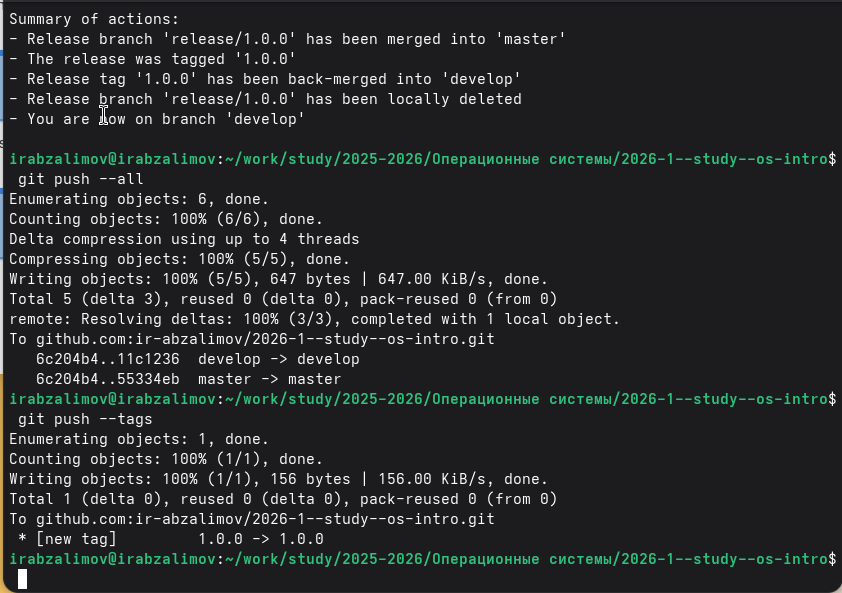 Summary of actions:
- Release branch 'release/1.0.0' has been merged into 'master'
- The release was tagged '1.0.0'
- Release tag '1.0.0' has been back-merged into 'develop'
- Release branch 'release/1.0.0' has been locally deleted
- You are now on branch 'develop'
irabzalimov@irabzalimov:~/work/study/2025-2026/Операционные системы/2026-1--study--os-intro$
git push --all
Enumerating objects: 6, done.
Counting objects: 100% (6/6), done.
Delta compression using up to 4 threads
Compressing objects: 100% (5/5), done.
Writing objects: 100% (5/5), 647 bytes | 647.00 KiB/s, done.
Total 5 (delta 3), reused 0 (delta 0), pack-reused 0 (from 0)
remote: Resolving deltas: 100% (3/3), completed with 1 local object.
To github.com:ir-abzalimov/2026-1--study--os-intro.git
6c204b4..11c1236  develop -> develop
6c204b4..55334eb  master -> master
irabzalimov@irabzalimov:~/work/study/2025-2026/Операционные системы/2026-1--study--os-intro$
git push --tags
Enumerating objects: 1, done.
Counting objects: 100% (1/1), done.
Writing objects: 100% (1/1), 156 bytes | 156.00 KiB/s, done.
Total 1 (delta 0), reused 0 (delta 0), pack-reused 0 (from 0)
To github.com:ir-abzalimov/2026-1--study--os-intro.git
* [new tag]         1.0.0 -> 1.0.0
irabzalimov@irabzalimov:~/work/study/2025-2026/Операционные системы/2026-1--study--os-intro$